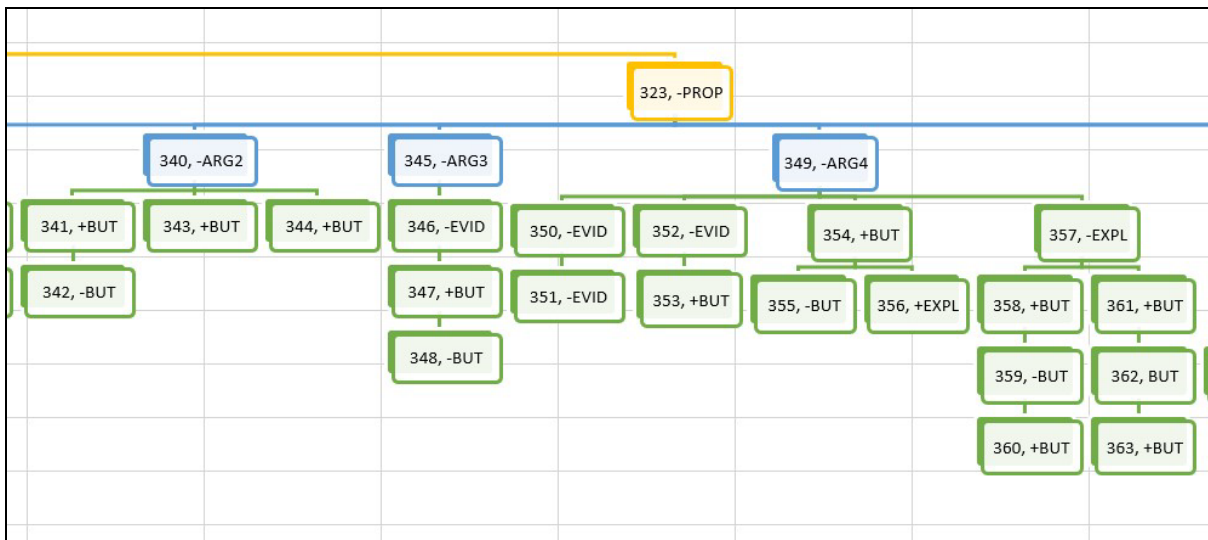 323, -PROP
340, -ARG2
345, -ARG3
349, -ARG4
341, +BUT
343, +BUT
344, +BUT
346, -EVID
350, -EVID
352, -EVID
354, +BUT
357, -EXPL
342, -BUT
347, +BUT
351, -EVID
353, +BUT
355, -BUT
356, +EXPL
358, +BUT
361, +BUT
348, -BUT
359, -BUT
362, BUT
360, +BUT
363, +BUT